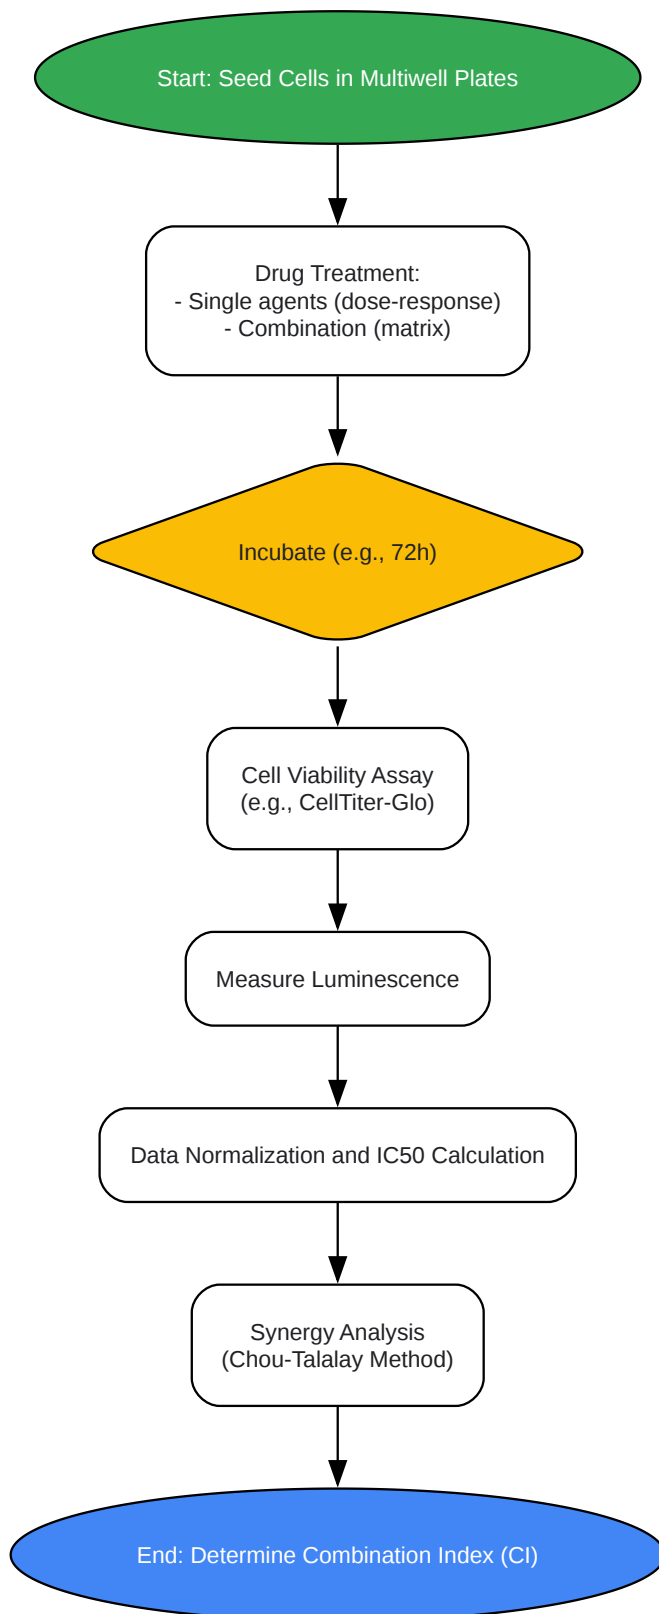 Start: Seed Cells in Multiwell Plates
Drug Treatment:
- Single agents (dose-response)
- Combination (matrix)
Incubate (e.g., 72h)
Cell Viability Assay
(e.g., CellTiter-Glo)
Measure Luminescence
Data Normalization and IC50 Calculation
Synergy Analysis
(Chou-Talalay Method)
End: Determine Combination Index (CI)